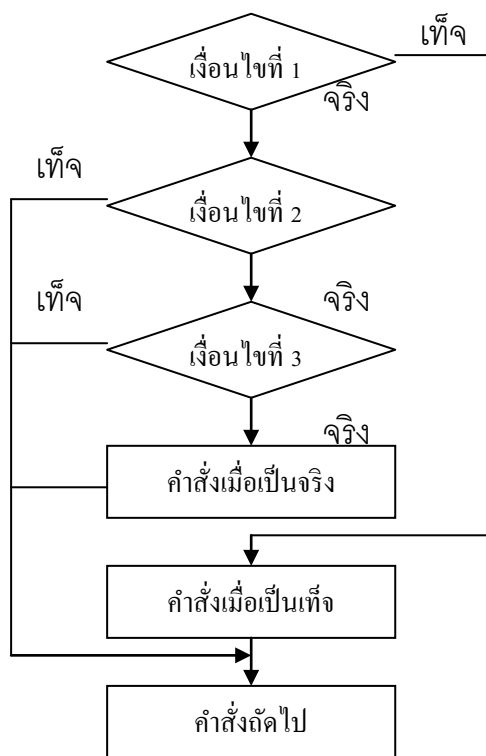 เท็จ
เงื่อนไขที่ 1
จริง
เท็จ
เงื่อนไขที่ 2
เท็จ
จริง
เงื่อนไขที่ 3
จริง
คำสั่งเมื่อเป็นจริง
คำสั่งเมื่อเป็นเท็จ
คำสั่งถัดไป